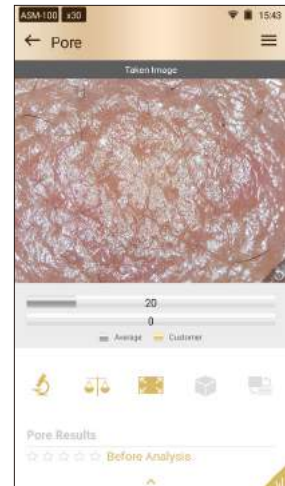 ASM-100 x30 15:43
Pore
Taken Image
20
0
Average Customer
Pore Results
Before Analysis